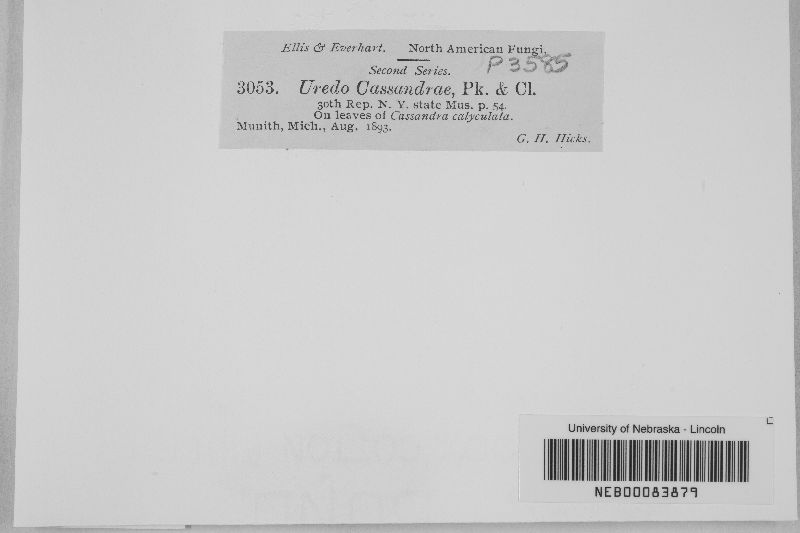 Ellis & Everhart. North American Fungi.
Second Series.
P3585
3053. Uredo Cassandrae, Pk. & Cl.
30th Rep. N. Y. state Mus. p. 54.
On leaves of Cassandra calyculata.
Munith, Mich., Aug. 1893.
G. H. Hicks.
University of Nebraska - Lincoln
NEB00083879